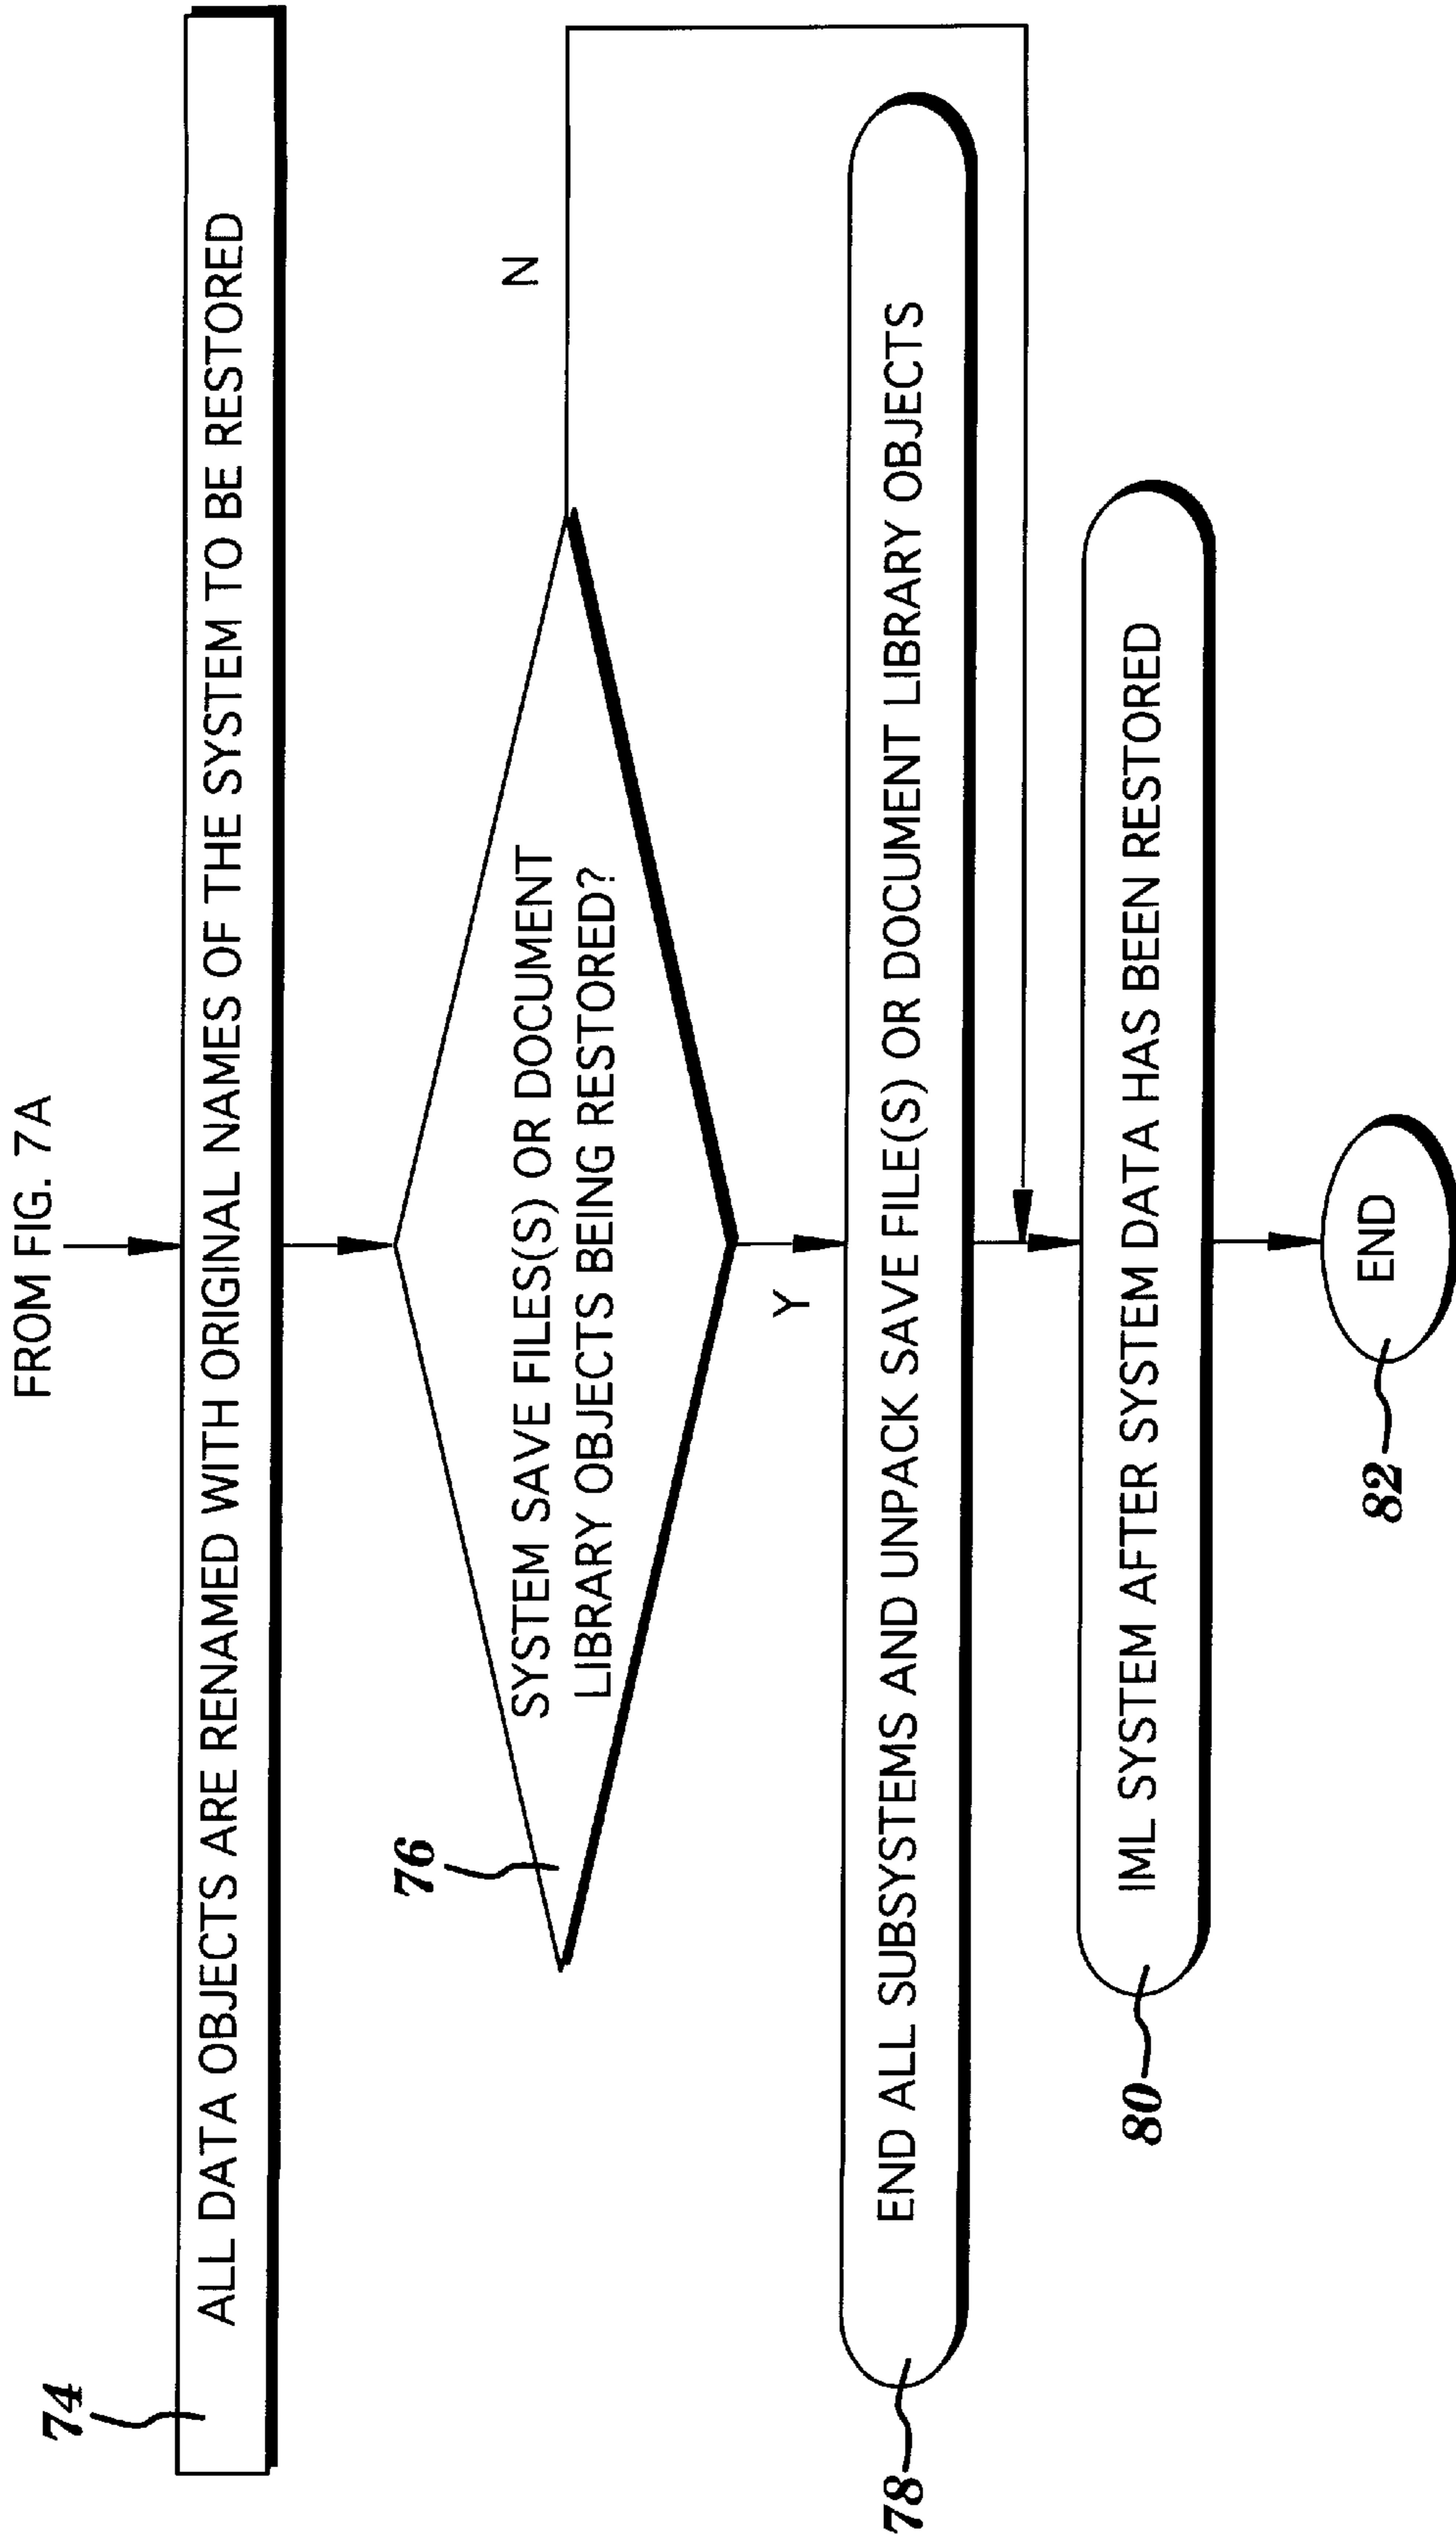 FROM FIG. 7A
74
ALL DATA OBJECTS ARE RENAMED WITH ORIGINAL NAMES OF THE SYSTEM TO BE RESTORED
76
SYSTEM SAVE FILES(S) OR DOCUMENT
LIBRARY OBJECTS BEING RESTORED?
N
Y
78
END ALL SUBSYSTEMS AND UNPACK SAVE FILE(S) OR DOCUMENT LIBRARY OBJECTS
80
IML SYSTEM AFTER SYSTEM DATA HAS BEEN RESTORED
82
END